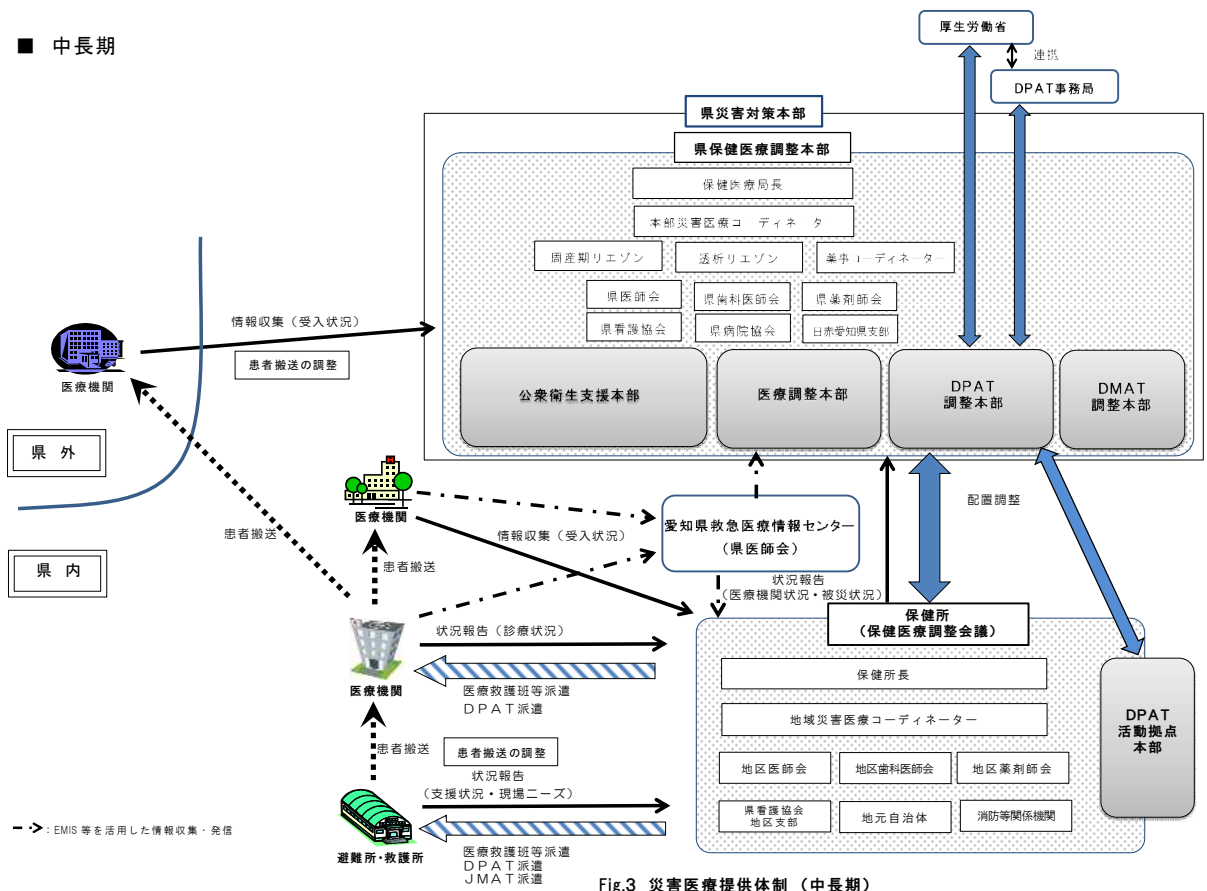 ■ 中長期
厚生労働省
連携
DPAT事務局
県災害対策本部
県保健医療調整本部
保健医療局長
本部災害医療コーディネータ
周産期リエゾン
透析リエゾン
薬事コーディネーター
県医師会
県歯科医師会
県薬剤師会
県看護協会
県病院協会
日赤愛知県支部
公衆衛生支援本部
医療調整本部
DPAT
調整本部
DMAT
調整本部
情報収集（受入状況）
患者搬送の調整
医療機関
県 外
県 内
患者搬送
医療機関
患者搬送
情報収集（受入状況）
愛知県救急医療情報センター
（県医師会）
配置調整
状況報告
（医療機関状況・被災状況）
保健所
（保健医療調整会議）
保健所長
地域災害医療コーディネーター
地区医師会
地区歯科医師会
地区薬剤師会
県看護協会
地区支部
地元自治体
消防等関係機関
DPAT
活動拠点
本部
状況報告（診療状況）
医療機関
医療救護班等派遣
ＤＰＡＴ派遣
患者搬送
患者搬送の調整
状況報告
（支援状況・現場ニーズ）
避難所・救護所
医療救護班等派遣
ＤＰＡＴ派遣
ＪＭＡＴ派遣
：EMIS 等を活用した情報収集・発信
Fig.3 災害医療提供体制（中長期）